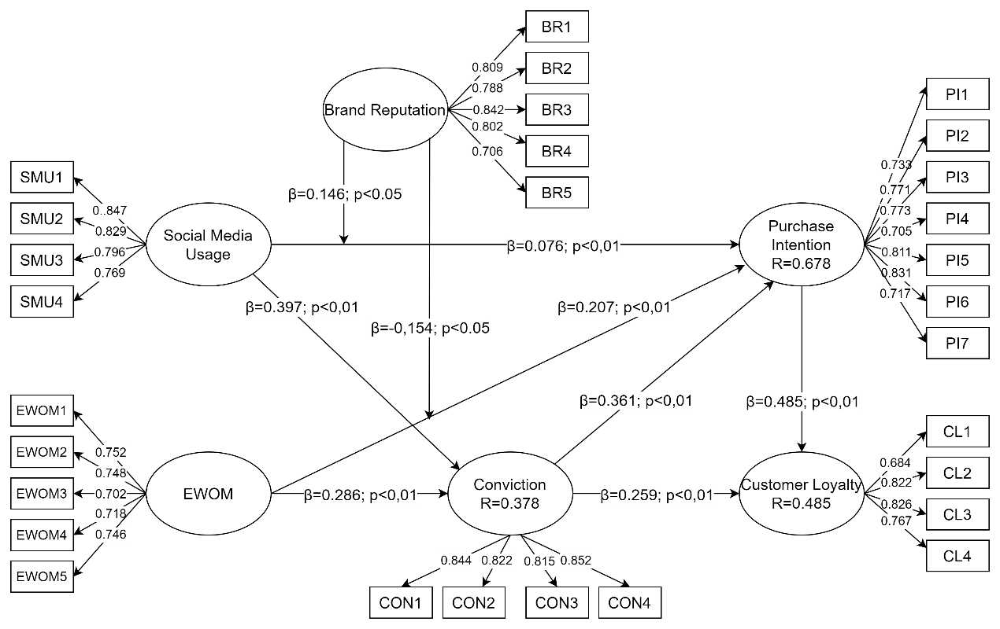 BR1
0.809
BR2
0.788
Brand Reputation
0.842
BR3
0.802
BR4
0.706
BR5
PI1
PI2
0.733
PI3
0.771
0.773
PI4
0.705
0.811
PI5
0.831
PI6
0.717
PI7
SMU1
0..847
SMU2
0.829
SMU3
0.796
0.769
SMU4
Social Media
Usage
β=0.146; p<0.05
β=0.076; p<0,01
Purchase
Intention
R=0.678
β=0.397; p<0,01
β=-0,154; p<0.05
β=0.207; p<0,01
β=0.361; p<0,01
β=0.485; p<0,01
EWOM1
0.752
EWOM2
0.748
EWOM3
0.702
0.718
EWOM4
0.746
EWOM5
EWOM
β=0.286; p<0,01
Conviction
R=0.378
β=0.259; p<0,01
Customer Loyalty
R=0.485
CL1
0.684
CL2
0.822
0.826
CL3
0.767
CL4
0.844
0.822
0.815
0.852
CON1
CON2
CON3
CON4